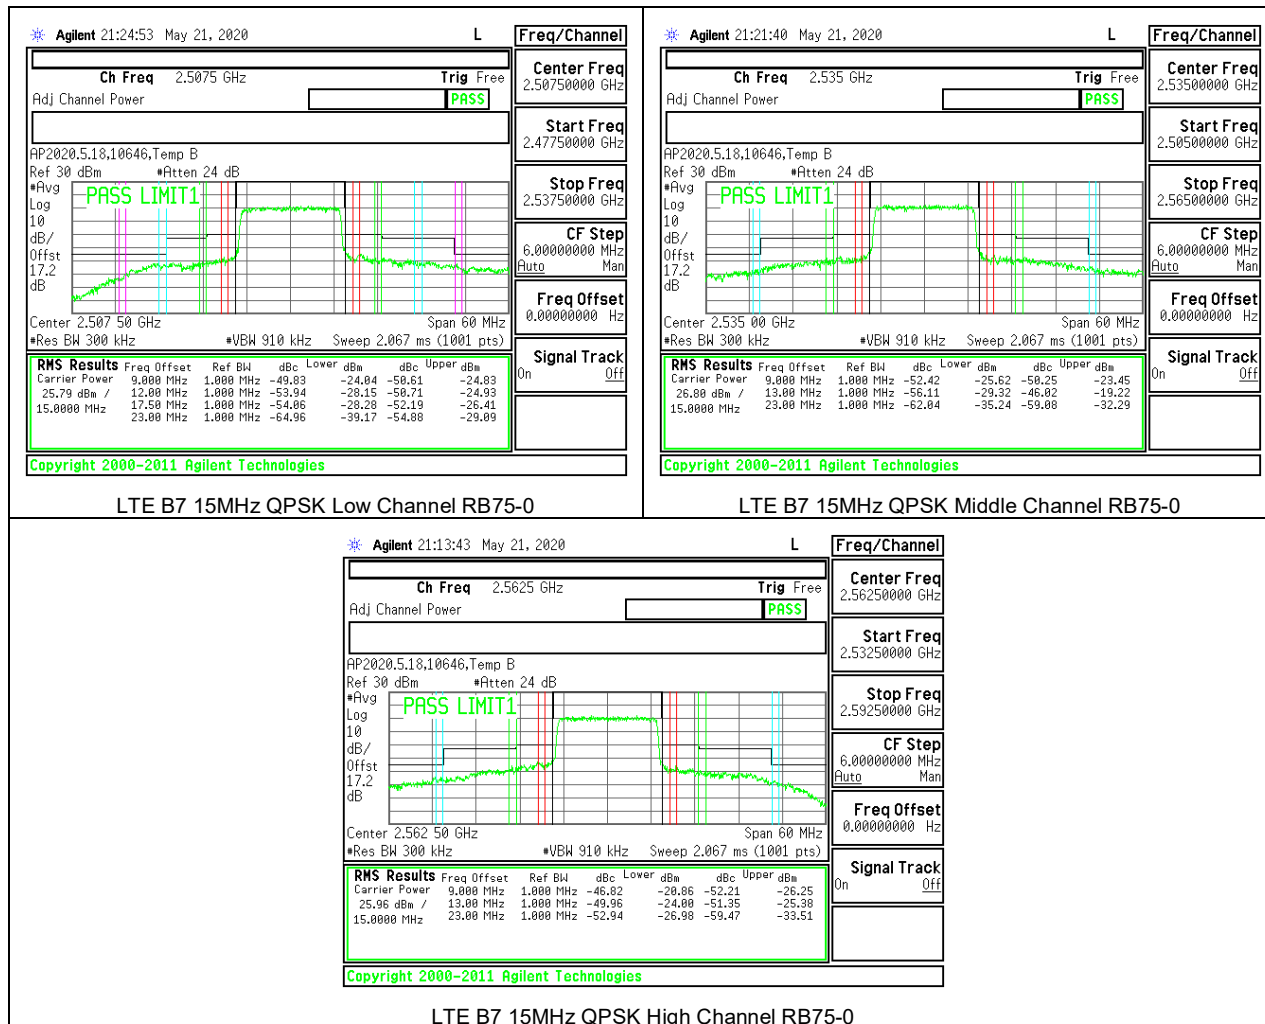 Agilent 21:24:53 May 21, 2020 L
Freq/Channel
Ch Freq 2.5075 GHz Trig Free
Adj Channel Power PASS
AP2020.5.18,10646,Temp B
Ref 30 dBm #Atten 24 dB
#Avg
Log
10
dB/
Offst
17.2
dB
PASS LIMIT1
Center 2.507 50 GHz Span 60 MHz
#Res BW 300 kHz #VBW 910 kHz Sweep 2.067 ms (1001 pts)
RMS Results Freq Offset Ref BW dBc Lower dBm dBc Upper dBm
Carrier Power 9.000 MHz 1.000 MHz -49.83 -24.04 -50.61 -24.83
25.79 dBm / 12.00 MHz 1.000 MHz -53.94 -28.15 -50.71 -24.93
15.0000 MHz 17.50 MHz 1.000 MHz -54.06 -28.28 -52.19 -26.41
23.00 MHz 1.000 MHz -64.96 -39.17 -54.88 -29.09
Copyright 2000-2011 Agilent Technologies
Center Freq
2.50750000 GHz
Start Freq
2.47750000 GHz
Stop Freq
2.53750000 GHz
CF Step
6.00000000 MHz
Auto Man
Freq Offset
0.00000000 Hz
Signal Track
On Off
LTE B7 15MHz QPSK Low Channel RB75-0
Agilent 21:21:40 May 21, 2020 L
Freq/Channel
Ch Freq 2.535 GHz Trig Free
Adj Channel Power PASS
AP2020.5.18,10646,Temp B
Ref 30 dBm #Atten 24 dB
#Avg
Log
10
dB/
Offst
17.2
dB
PASS LIMIT1
Center 2.535 00 GHz Span 60 MHz
#Res BW 300 kHz #VBW 910 kHz Sweep 2.067 ms (1001 pts)
RMS Results Freq Offset Ref BW dBc Lower dBm dBc Upper dBm
Carrier Power 9.000 MHz 1.000 MHz -52.42 -25.62 -50.25 -23.45
26.80 dBm / 13.00 MHz 1.000 MHz -56.11 -29.32 -46.02 -19.22
15.0000 MHz 23.00 MHz 1.000 MHz -62.04 -35.24 -59.08 -32.29
Copyright 2000-2011 Agilent Technologies
Center Freq
2.53500000 GHz
Start Freq
2.50500000 GHz
Stop Freq
2.56500000 GHz
CF Step
6.00000000 MHz
Auto Man
Freq Offset
0.00000000 Hz
Signal Track
On Off
LTE B7 15MHz QPSK Middle Channel RB75-0
Agilent 21:13:43 May 21, 2020 L
Freq/Channel
Ch Freq 2.5625 GHz Trig Free
Adj Channel Power PASS
AP2020.5.18,10646,Temp B
Ref 30 dBm #Atten 24 dB
#Avg
Log
10
dB/
Offst
17.2
dB
PASS LIMIT1
Center 2.562 50 GHz Span 60 MHz
#Res BW 300 kHz #VBW 910 kHz Sweep 2.067 ms (1001 pts)
RMS Results Freq Offset Ref BW dBc Lower dBm dBc Upper dBm
Carrier Power 9.000 MHz 1.000 MHz -46.82 -20.86 -52.21 -26.25
25.96 dBm / 13.00 MHz 1.000 MHz -49.96 -24.00 -51.35 -25.38
15.0000 MHz 23.00 MHz 1.000 MHz -52.94 -26.98 -59.47 -33.51
Copyright 2000-2011 Agilent Technologies
Center Freq
2.56250000 GHz
Start Freq
2.53250000 GHz
Stop Freq
2.59250000 GHz
CF Step
6.00000000 MHz
Auto Man
Freq Offset
0.00000000 Hz
Signal Track
On Off
LTE B7 15MHz QPSK High Channel RB75-0